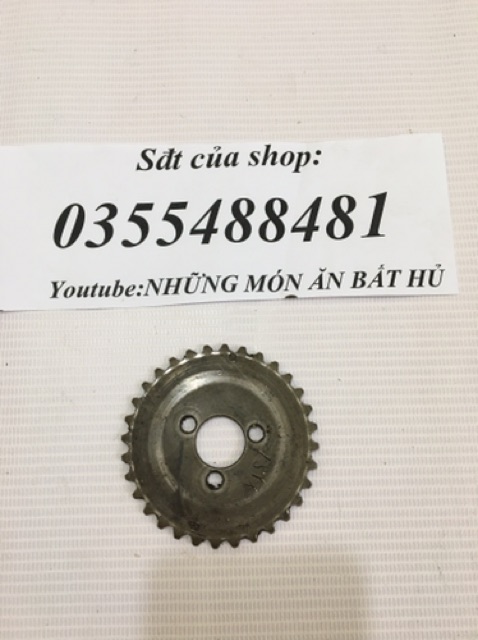 Sđt của shop:
0355488481
Youtube:NHỮNG MÓN ĂN BẤT HỦ